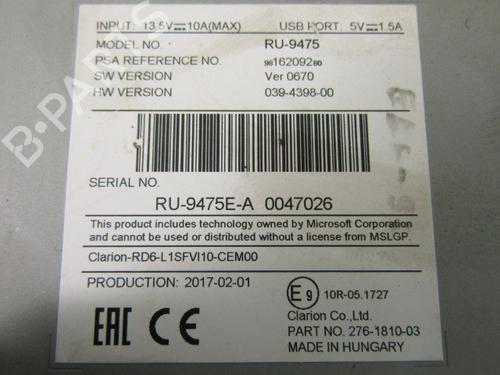 INPUT: 13.5V⎓10A(MAX) USB PORT: 5V⎓1.5A
MODEL NO. RU-9475
PSA REFERENCE NO. 9816209280
SW VERSION Ver 0670
HW VERSION 039-4398-00
SERIAL NO.
RU-9475E-A 0047026
This product includes technology owned by Microsoft Corporation
and cannot be used or distributed without a license from MSLGP.
Clarion-RD6-L1SFVI10-CEM00
PRODUCTION: 2017-02-01
E9 10R-05.1727
EAC CE
Clarion Co.,Ltd.
PART NO. 276-1810-03
MADE IN HUNGARY